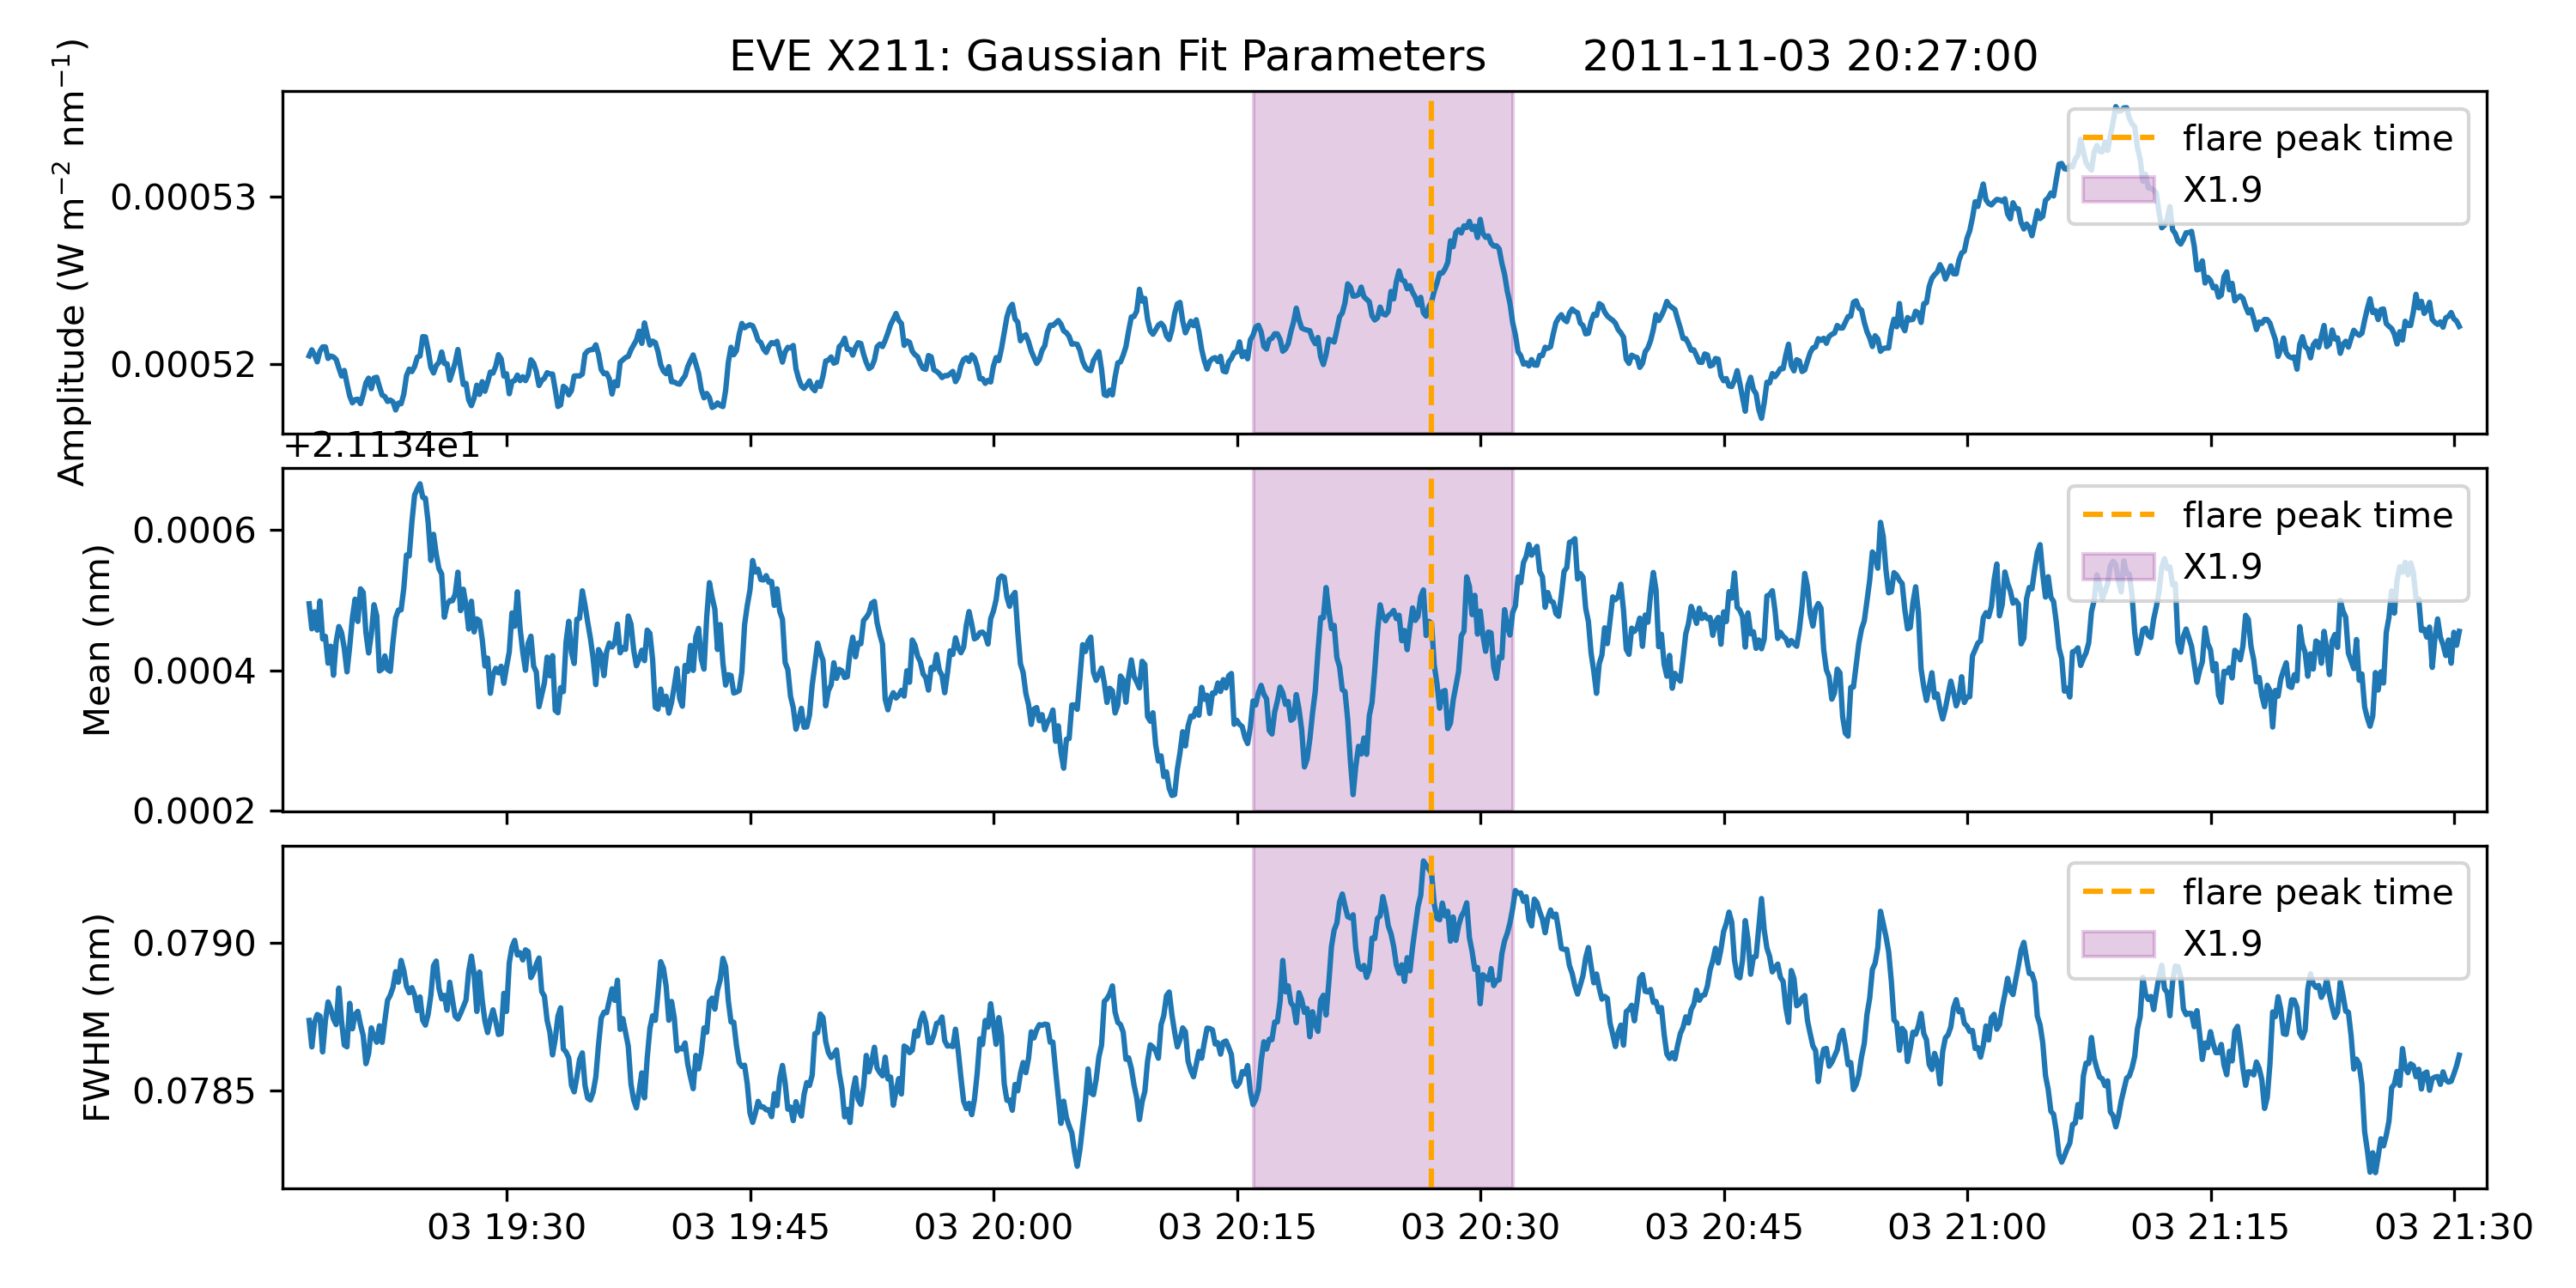 EVE X211: Gaussian Fit Parameters 2011-11-03 20:27:00
Amplitude (W m⁻² nm⁻¹)
0.00053
0.00052
flare peak time
X1.9
+2.1134e1
Mean (nm)
0.0006
0.0004
0.0002
flare peak time
X1.9
FWHM (nm)
0.0790
0.0785
flare peak time
X1.9
03 19:30 03 19:45 03 20:00 03 20:15 03 20:30 03 20:45 03 21:00 03 21:15 03 21:30